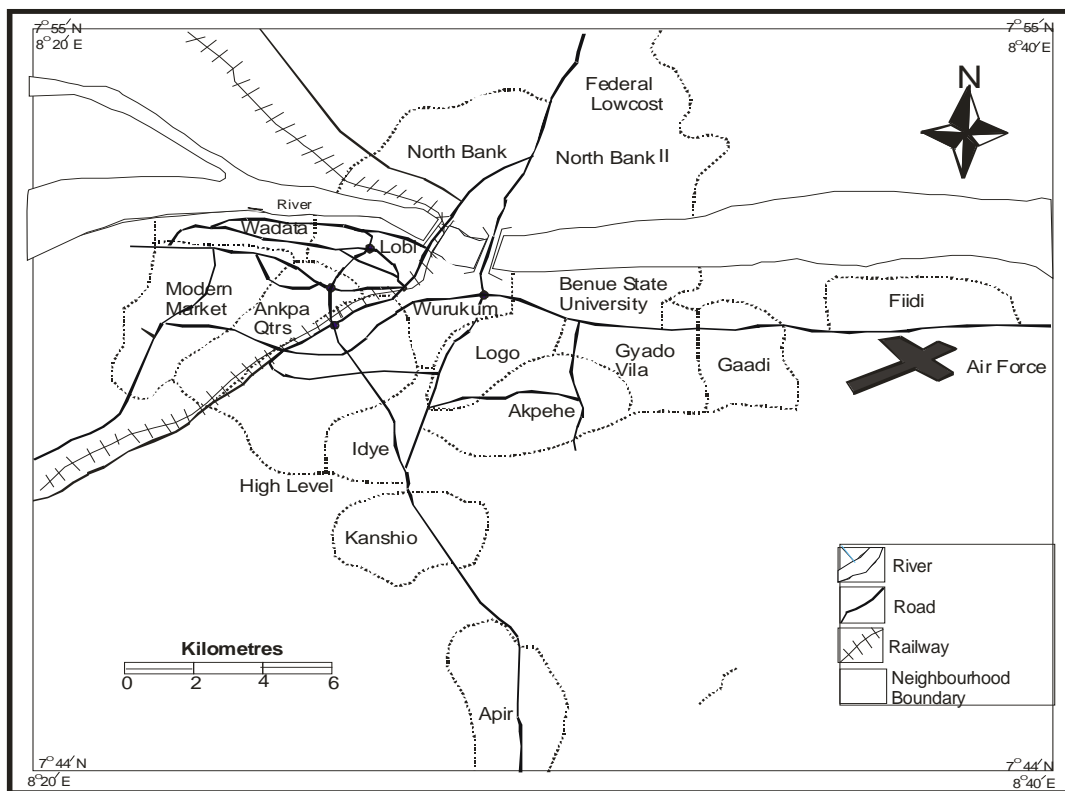 7°55′N
8°20′E
7°55′N
8°40′E
N
Federal
Lowcost
North Bank
North Bank II
River
Wadata
Lobi
Modern
Market
Ankpa
Qtrs
Wurukum
Benue State
University
Fiidi
Logo
Gyado
Vila
Gaadi
Air Force
Akpehe
Idye
High Level
Kanshio
River
Road
Railway
Neighbourhood
Boundary
Kilometres
0 2 4 6
Apir
7°44′N
8°20′E
7°44′N
8°40′E